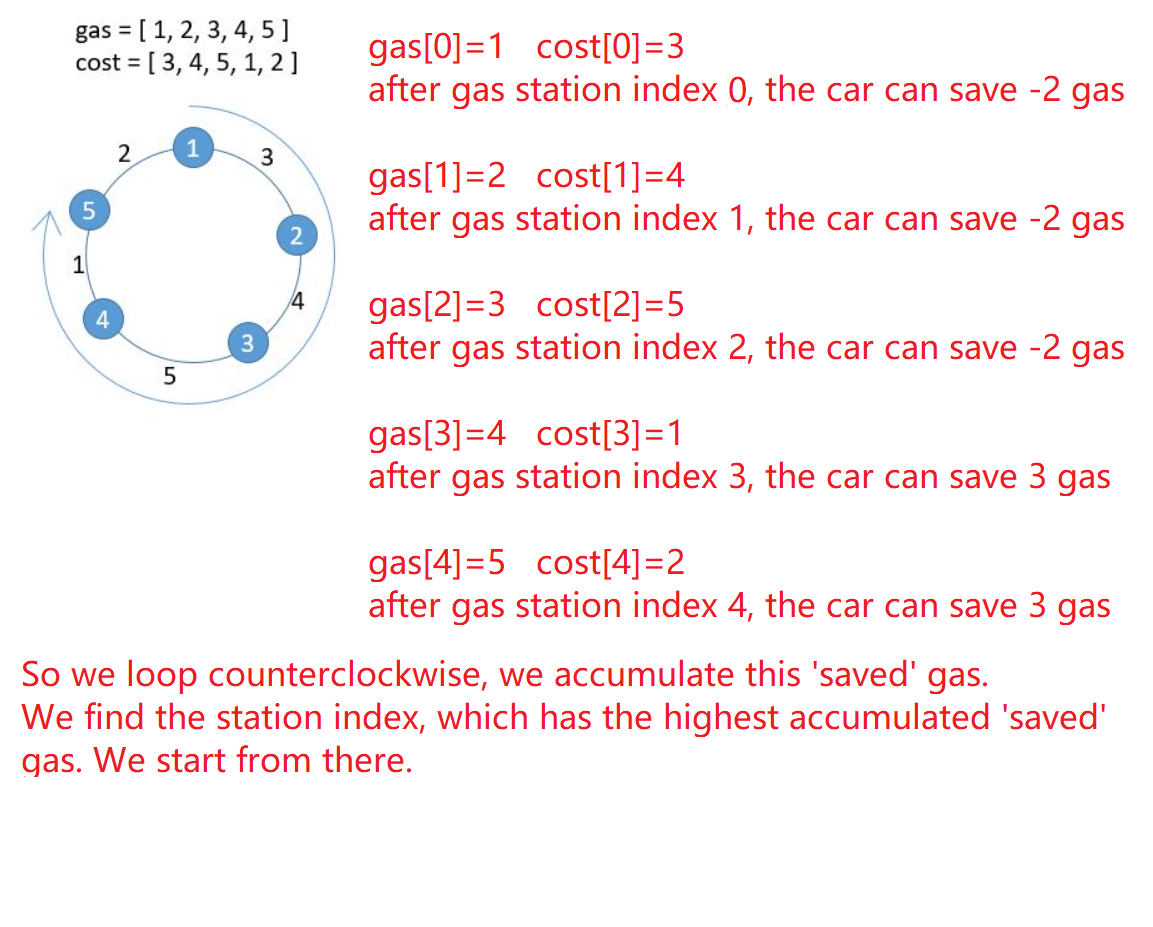 gas = [ 1, 2, 3, 4, 5 ]
cost = [ 3, 4, 5, 1, 2 ]
1
3
2
4
3
5
4
1
5
2
gas[0]=1 cost[0]=3
after gas station index 0, the car can save -2 gas
gas[1]=2 cost[1]=4
after gas station index 1, the car can save -2 gas
gas[2]=3 cost[2]=5
after gas station index 2, the car can save -2 gas
gas[3]=4 cost[3]=1
after gas station index 3, the car can save 3 gas
gas[4]=5 cost[4]=2
after gas station index 4, the car can save 3 gas
So we loop counterclockwise, we accumulate this 'saved' gas.
We find the station index, which has the highest accumulated 'saved'
gas. We start from there.